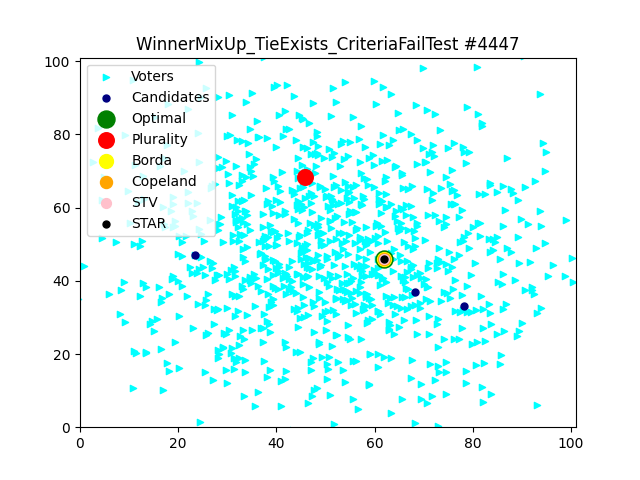 WinnerMixUp_TieExists_CriteriaFailTest #4447
Voters
Candidates
Optimal
Plurality
Borda
Copeland
STV
STAR
100
80
60
40
20
0
0 20 40 60 80 100